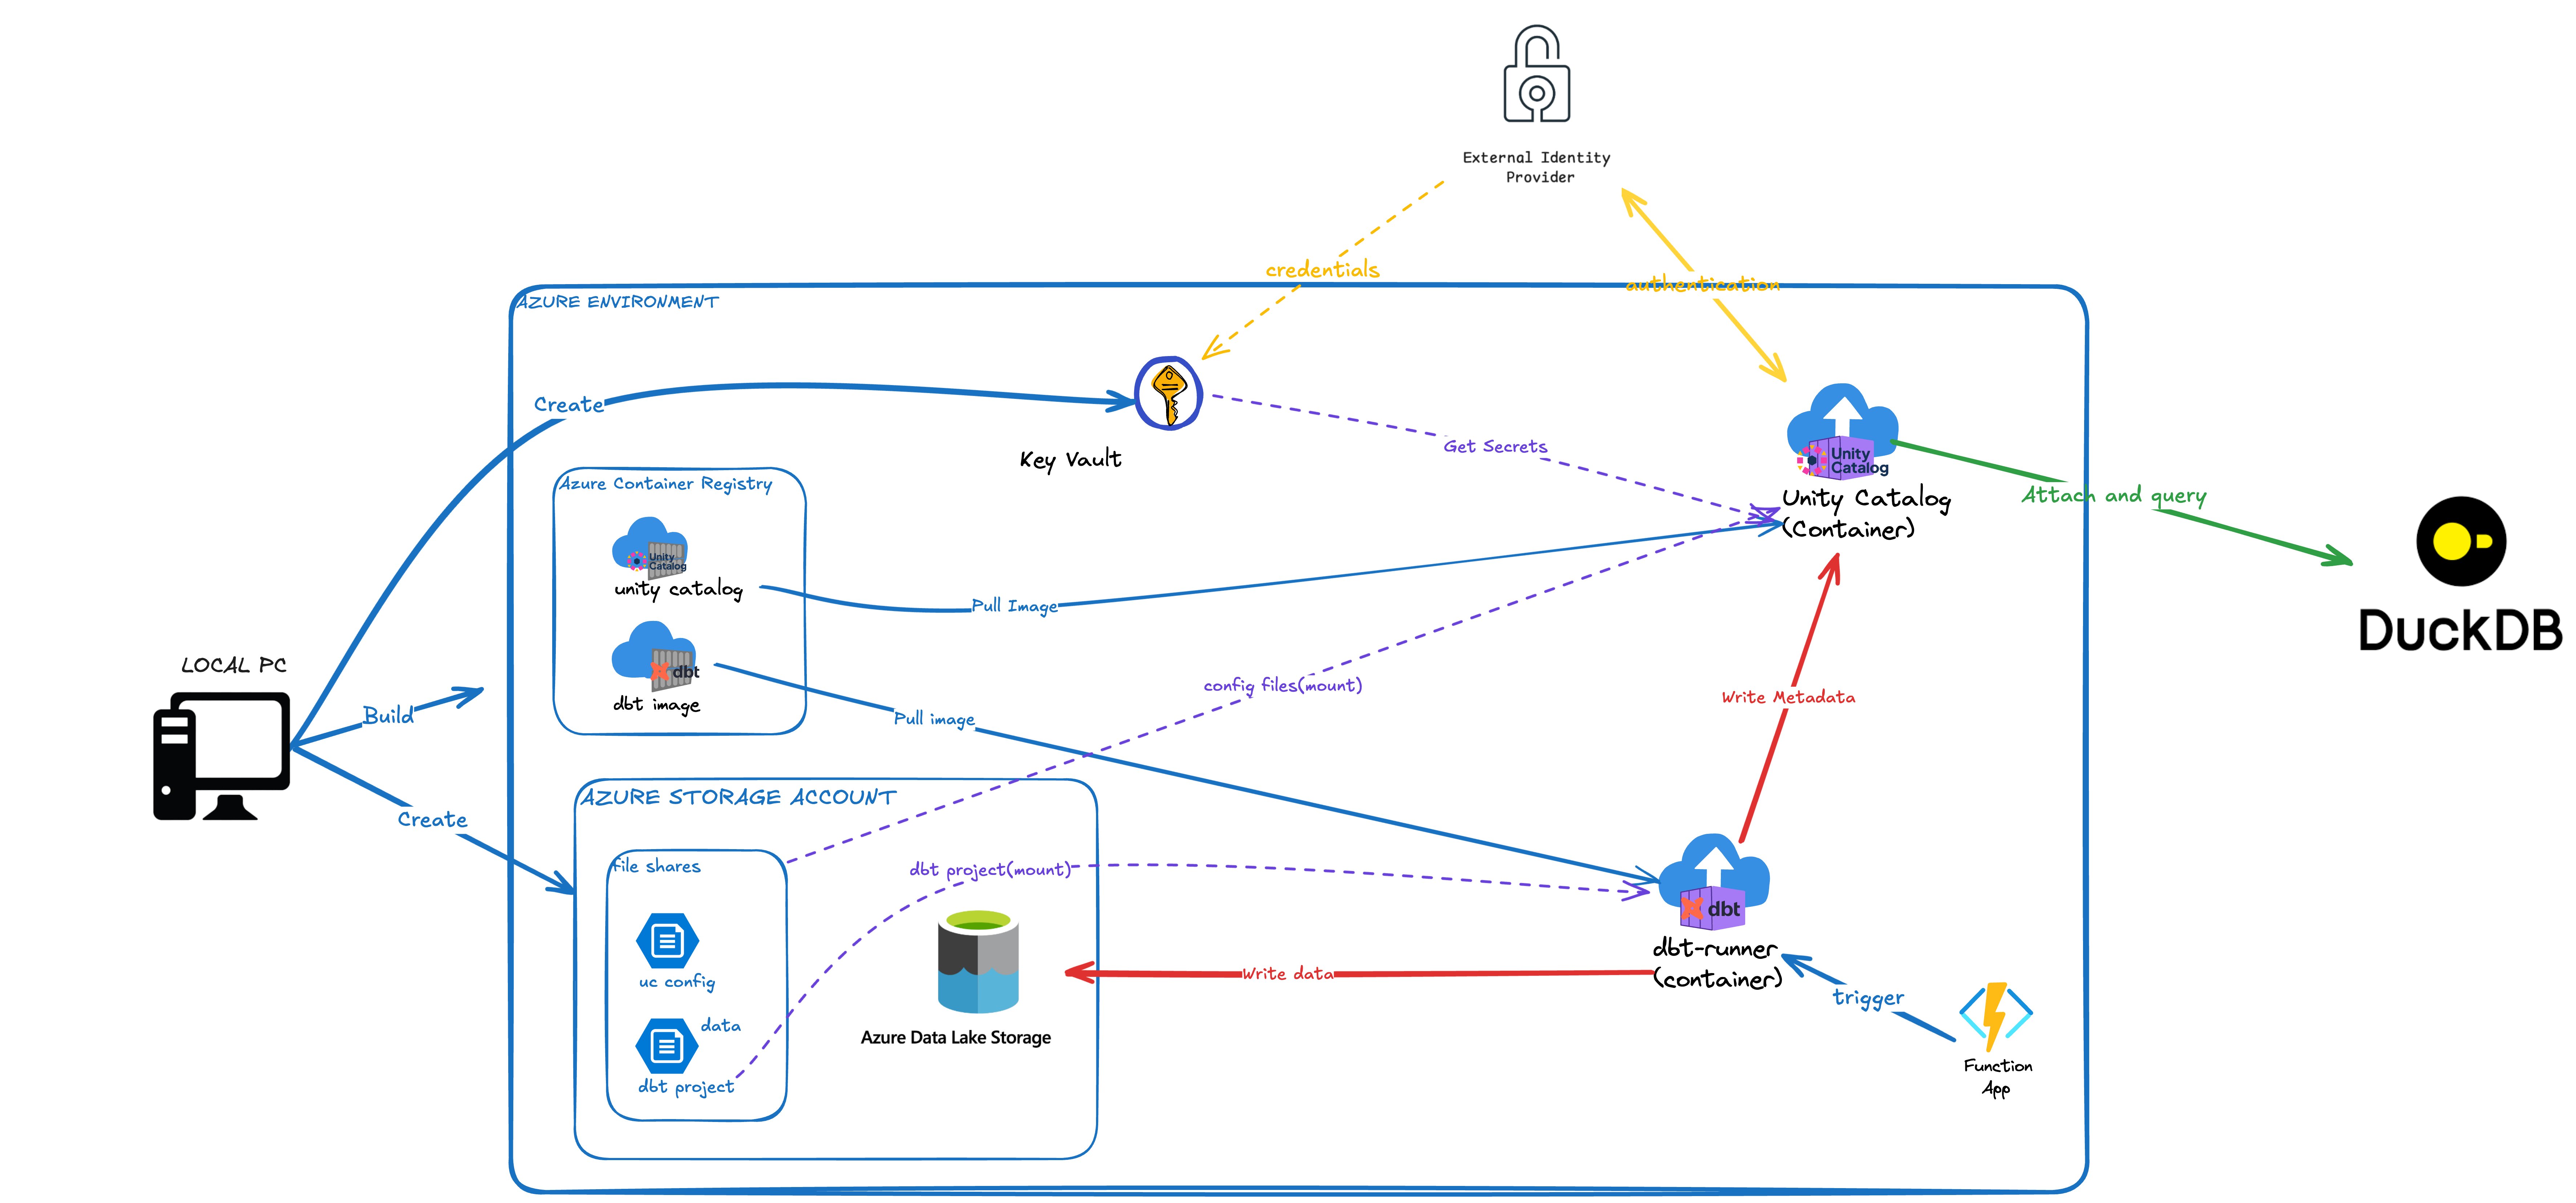 External Identity
Provider
credentials
authentication
AZURE ENVIRONMENT
Create
Key Vault
Get Secrets
Unity
Catalog
Unity Catalog
(Container)
Attach and query
DuckDB
Azure Container Registry
Unity
Catalog
unity catalog
Pull Image
dbt
dbt image
Pull image
LOCAL PC
Build
Create
config files(mount)
Write Metadata
AZURE STORAGE ACCOUNT
file shares
dbt project(mount)
uc config
data
dbt project
Azure Data Lake Storage
Write data
dbt
dbt-runner
(container)
trigger
Function
App